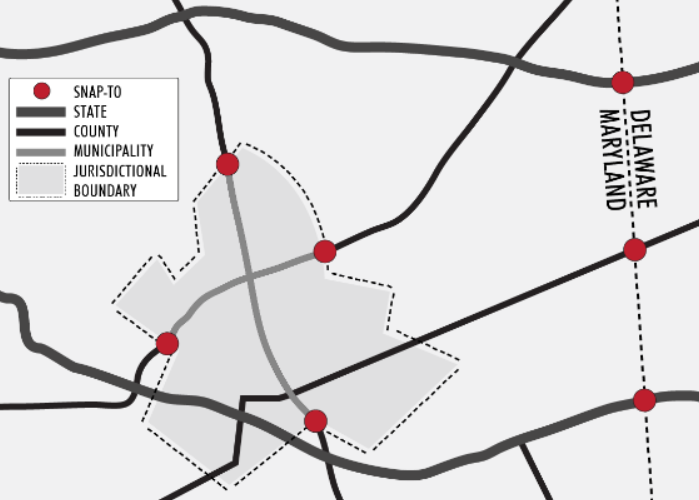 SNAP-TO
STATE
COUNTY
MUNICIPALITY
JURISDICTIONAL
BOUNDARY
DELAWARE
MARYLAND